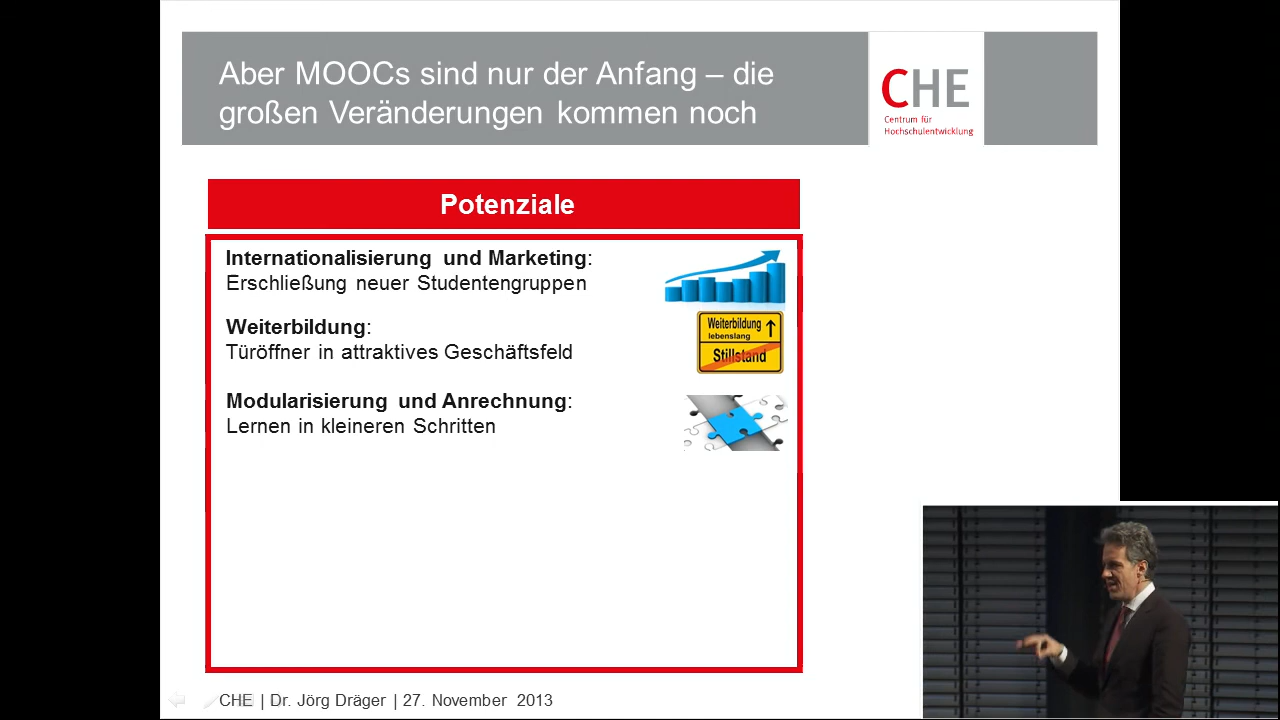 Aber MOOCs sind nur der Anfang – die
großen Veränderungen kommen noch
CHE
Centrum für
Hochschulentwicklung
Potenziale
Internationalisierung und Marketing:
Erschließung neuer Studentengruppen
Weiterbildung:
Türöffner in attraktives Geschäftsfeld
Weiterbildung
lebenslang
Stillstand
Modularisierung und Anrechnung:
Lernen in kleineren Schritten
CHE | Dr. Jörg Dräger | 27. November 2013